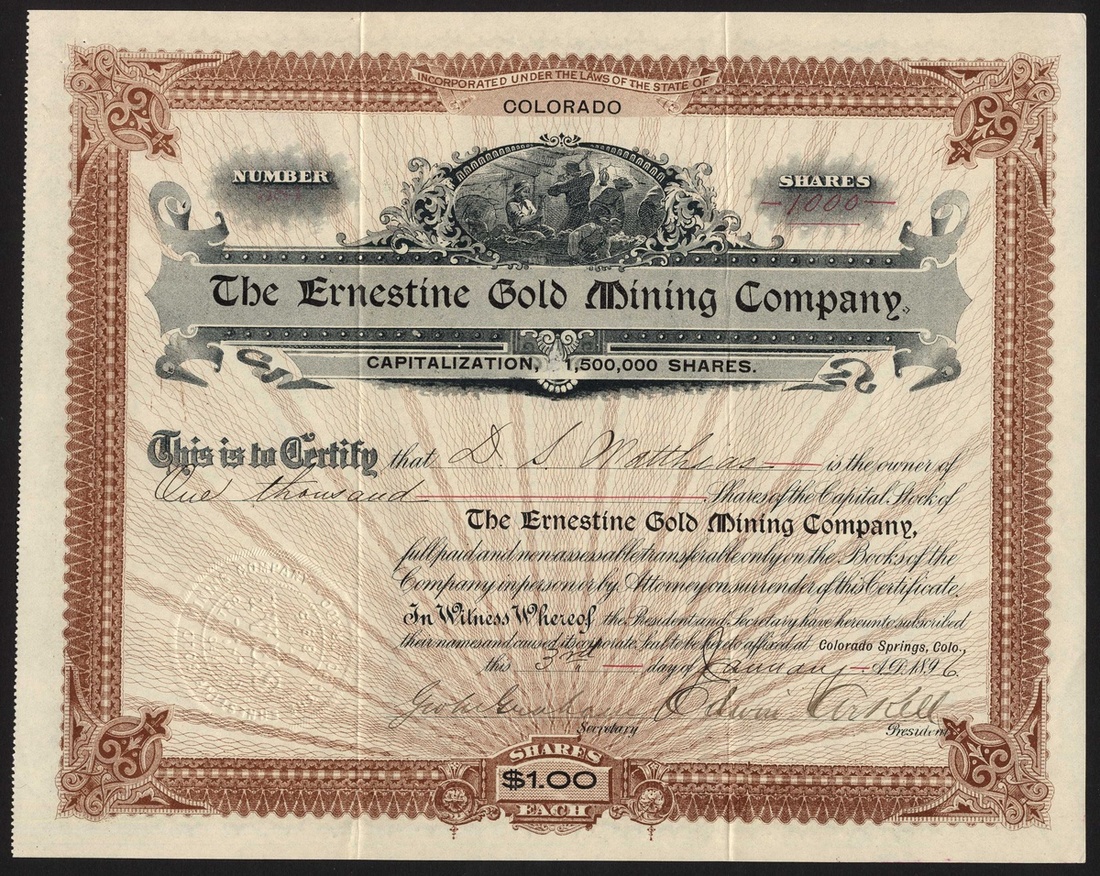 INCORPORATED UNDER THE LAWS OF THE STATE OF
COLORADO
NUMBER
SHARES
1000
The Ernestine Gold Mining Company.
CAPITALIZATION, 1,500,000 SHARES.
This is to Certify that D. S. Matthias is the owner of
One thousand Shares of the Capital Stock of
The Ernestine Gold Mining Company,
full paid and non assessable transferable only on the Books of the
Company in person or by Attorney on surrender of this Certificate.
In Witness Whereof the President and Secretary have hereunto subscribed
their names and caused its corporate Seal to be hereto affixed at Colorado Springs, Colo.,
this 3rd day of January A.D. 1896
Edwin Arkell
Secretary
President
SHARES
$1.00
EACH